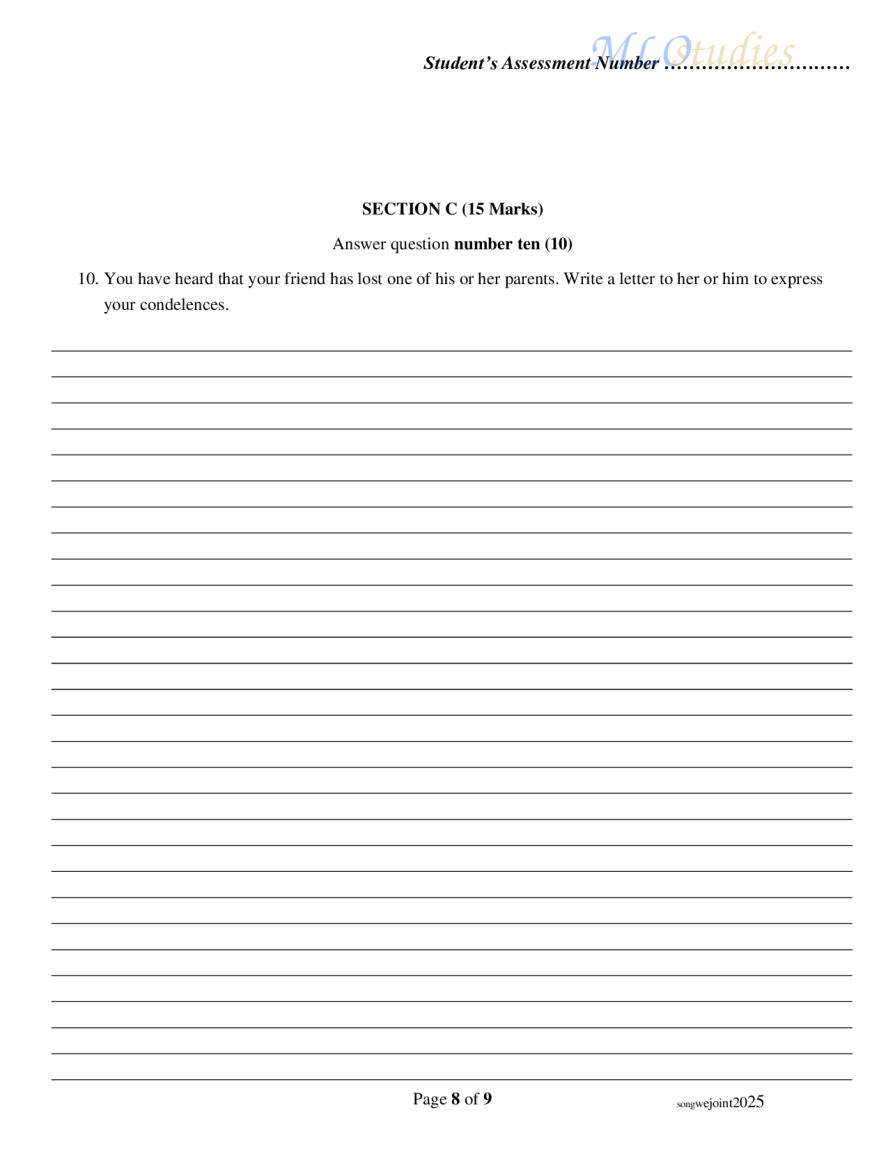 ML Studies
Student's Assessment Number ………………………….
SECTION C (15 Marks)
Answer question number ten (10)
10. You have heard that your friend has lost one of his or her parents. Write a letter to her or him to express
your condelences.
Page 8 of 9
songwejoint2025